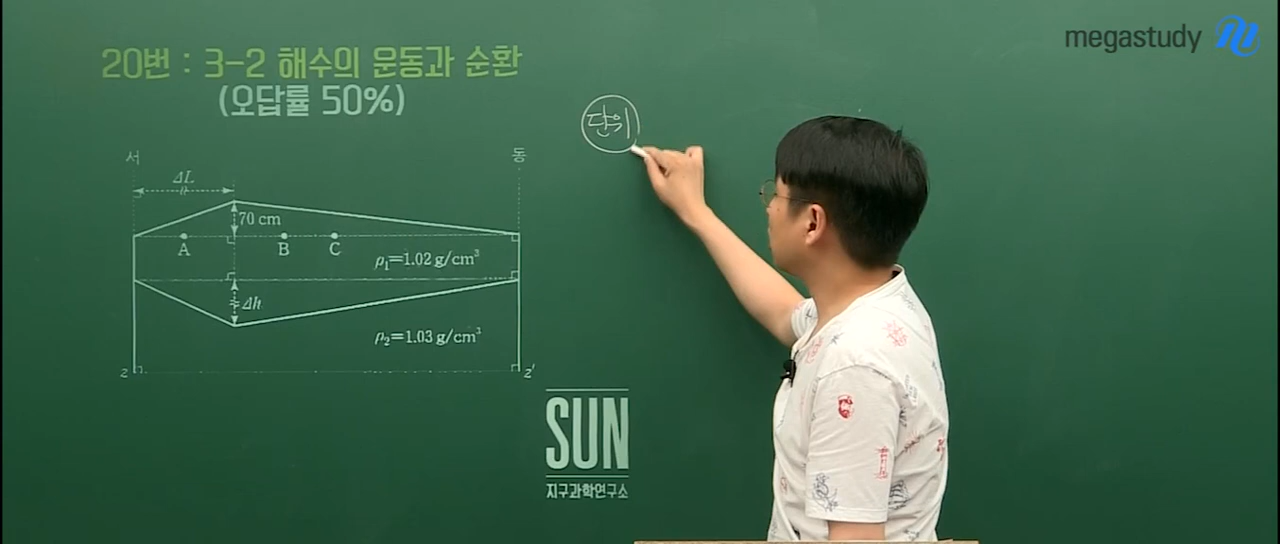 megastudy
20번 : 3-2 해수의 운동과 순환
(오답률 50%)
단위
서
동
ΔL
70 cm
A
B
C
ρ₁=1.02 g/cm³
Δh
ρ₂=1.03 g/cm³
z
z′
SUN
지구과학연구소